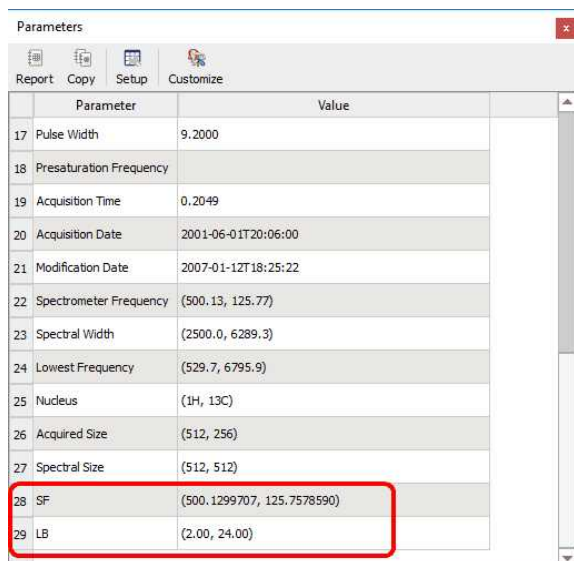 Parameters
x
Report Copy Setup Customize
Parameter Value
17 Pulse Width 9.2000
18 Presaturation Frequency
19 Acquisition Time 0.2049
20 Acquisition Date 2001-06-01T20:06:00
21 Modification Date 2007-01-12T18:25:22
22 Spectrometer Frequency (500.13, 125.77)
23 Spectral Width (2500.0, 6289.3)
24 Lowest Frequency (529.7, 6795.9)
25 Nucleus (1H, 13C)
26 Acquired Size (512, 256)
27 Spectral Size (512, 512)
28 SF (500.1299707, 125.7578590)
29 LB (2.00, 24.00)